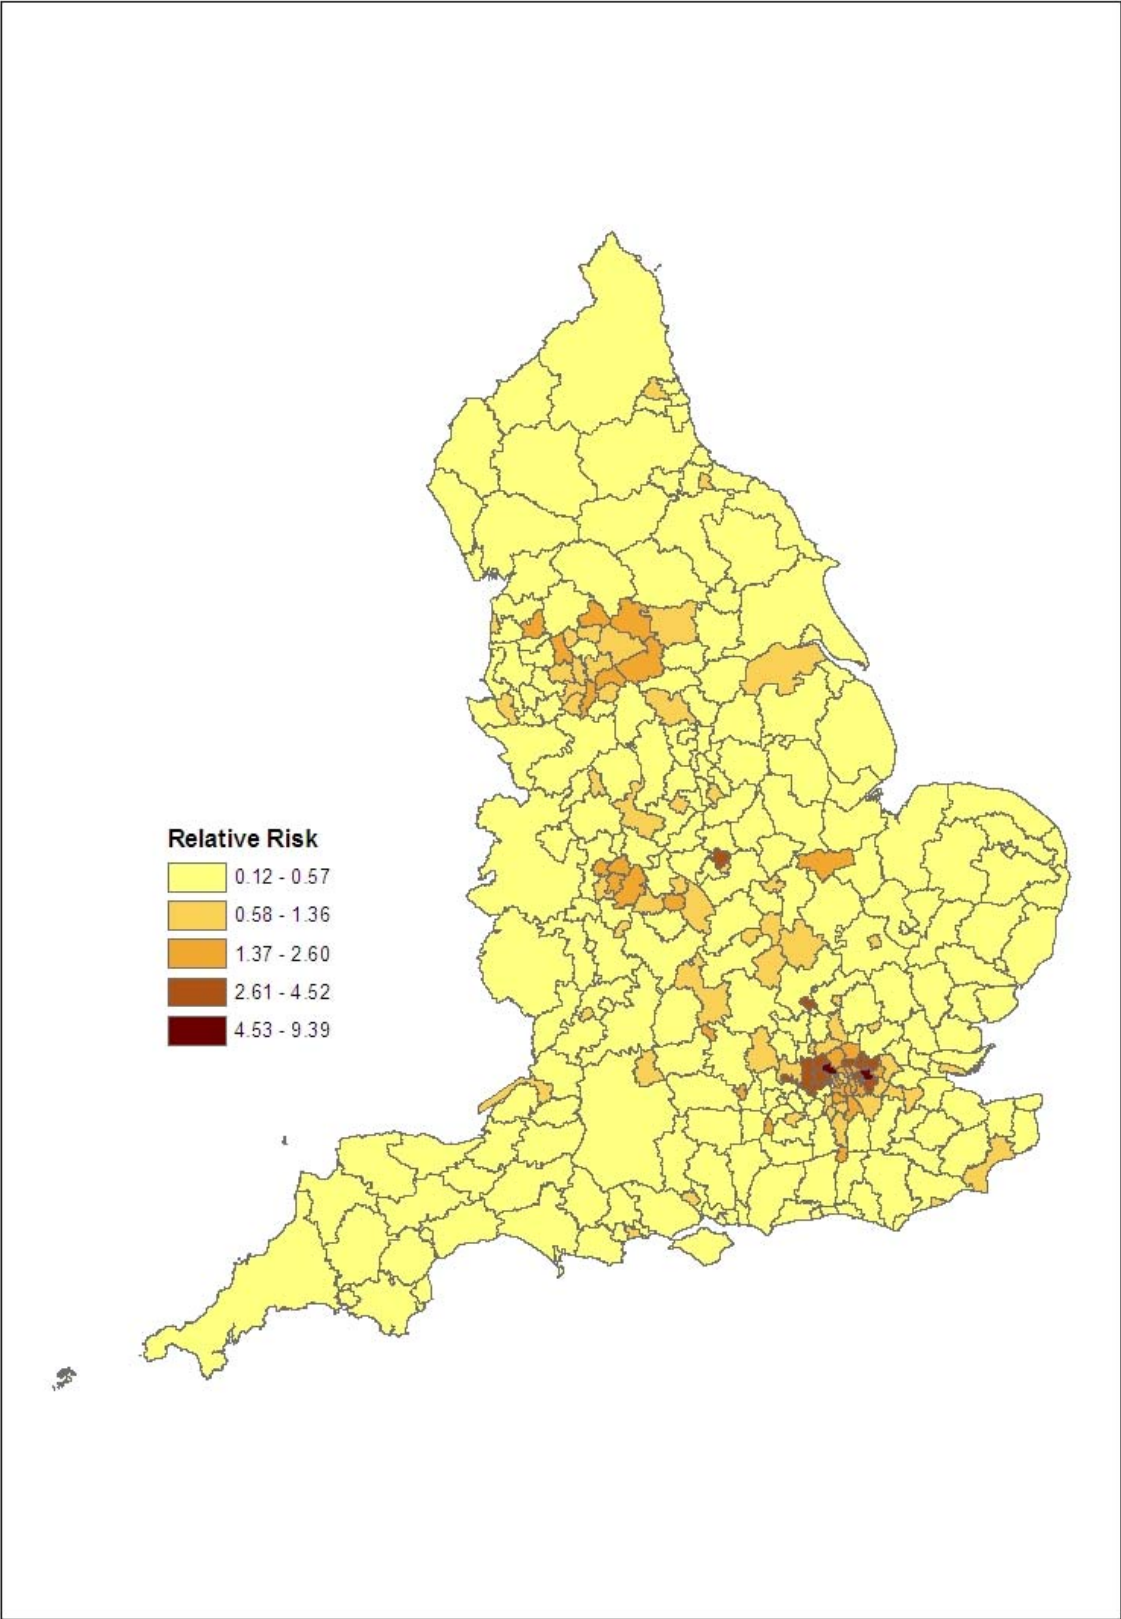 Relative Risk
0.12 - 0.57
0.58 - 1.36
1.37 - 2.60
2.61 - 4.52
4.53 - 9.39